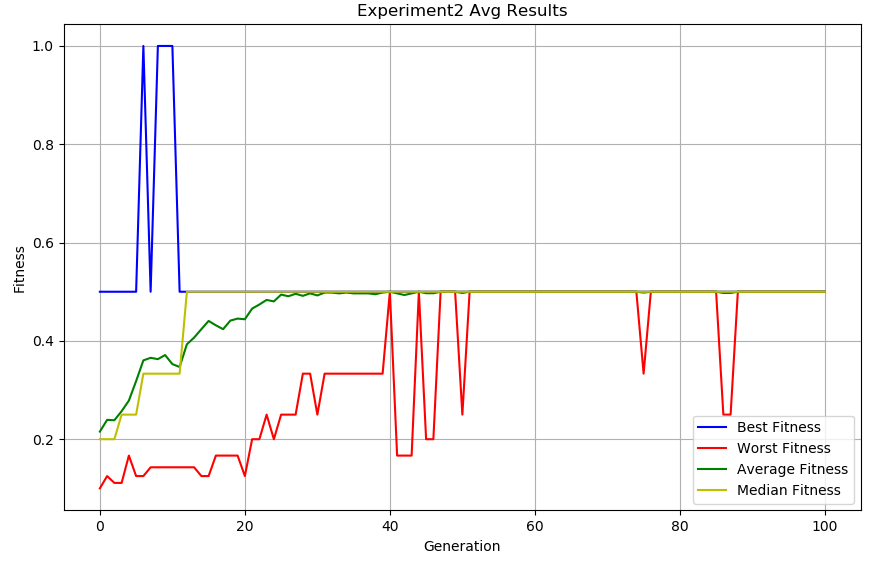 Experiment2 Avg Results
1.0
0.8
0.6
0.4
0.2
Fitness
0
20
40
60
80
100
Generation
Best Fitness
Worst Fitness
Average Fitness
Median Fitness